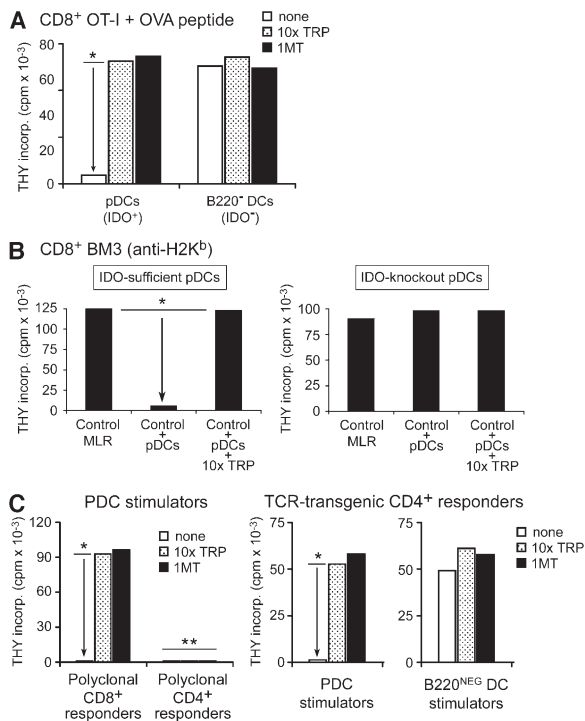 A CD8⁺ OT-I + OVA peptide
none
10x TRP
1MT
THY incorp. (cpm x 10⁻³)
80
60
40
20
0
*
pDCs
(IDO⁺)
B220⁻ DCs
(IDO⁻)
B CD8⁺ BM3 (anti-H2Kᵇ)
IDO-sufficient pDCs
THY incorp. (cpm x 10⁻³)
125
100
75
50
25
0
*
Control
MLR
Control
+
pDCs
Control
+
pDCs
+
10x TRP
IDO-knockout pDCs
THY incorp. (cpm x 10⁻³)
100
75
50
25
0
Control
MLR
Control
+
pDCs
Control
+
pDCs
+
10x TRP
C
PDC stimulators
THY incorp. (cpm x 10⁻³)
120
90
60
30
0
*
none
10x TRP
1MT
**
Polyclonal
CD8⁺
responders
Polyclonal
CD4⁺
responders
TCR-transgenic CD4⁺ responders
THY incorp. (cpm x 10⁻³)
75
50
25
0
*
PDC
stimulators
75
50
25
0
none
10x TRP
1MT
B220ᴺᴱᴳ DC
stimulators